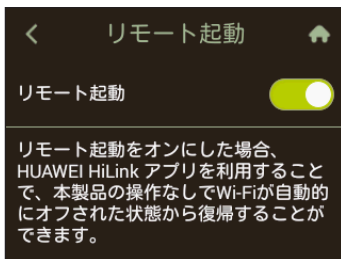 リモート起動
リモート起動
リモート起動をオンにした場合、
HUAWEI HiLink アプリを利用すること
で、本製品の操作なしでWi-Fiが自動的
にオフされた状態から復帰することが
できます。